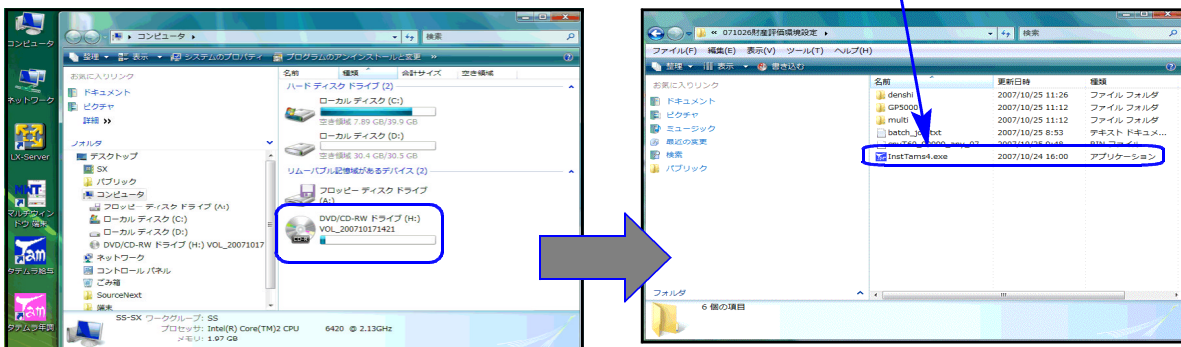 コンピュータ
ネットワーク
LX-Server
MNT
マルチウィン
ドウ 端末
Tam
タテムラ給与
Tam
タテムラ年調
コンピュータ
検索
整理 表示 システムのプロパティ プログラムのアンインストールと変更 »
お気に入りリンク
ドキュメント
ピクチャ
詳細 »
フォルダ
デスクトップ
SX
パブリック
コンピュータ
フロッピー ディスク ドライブ (A:)
ローカル ディスク (C:)
ローカル ディスク (D:)
DVD/CD-RW ドライブ (H:) VOL_20071017
ネットワーク
コントロール パネル
ごみ箱
SourceNext
端末
名前 種類 合計サイズ 空き領域
ハード ディスク ドライブ (2)
ローカル ディスク (C:)
空き領域 7.89 GB/39.9 GB
ローカル ディスク (D:)
空き領域 30.4 GB/30.5 GB
リムーバブル記憶域があるデバイス (2)
フロッピー ディスク ドライブ
(A:)
DVD/CD-RW ドライブ (H:)
VOL_200710171421
CD-R
SS-SX ワークグループ: SS
プロセッサ: Intel(R) Core(TM)2 CPU 6420 @ 2.13GHz
メモリ: 1.97 GB
« 071026財産評価環境設定
検索
ファイル(F) 編集(E) 表示(V) ツール(T) ヘルプ(H)
整理 表示 書き込む
お気に入りリンク
ドキュメント
ピクチャ
ミュージック
最近の変更
検索
パブリック
フォルダ
名前 更新日時 種類
denshi 2007/10/25 11:26 ファイル フォルダ
GP5000 2007/10/25 11:12 ファイル フォルダ
multi 2007/10/25 11:12 ファイル フォルダ
2007/10/25 8:53 テキスト ドキュメ...
InstTams4.exe 2007/10/24 16:00 アプリケーション
6 個の項目